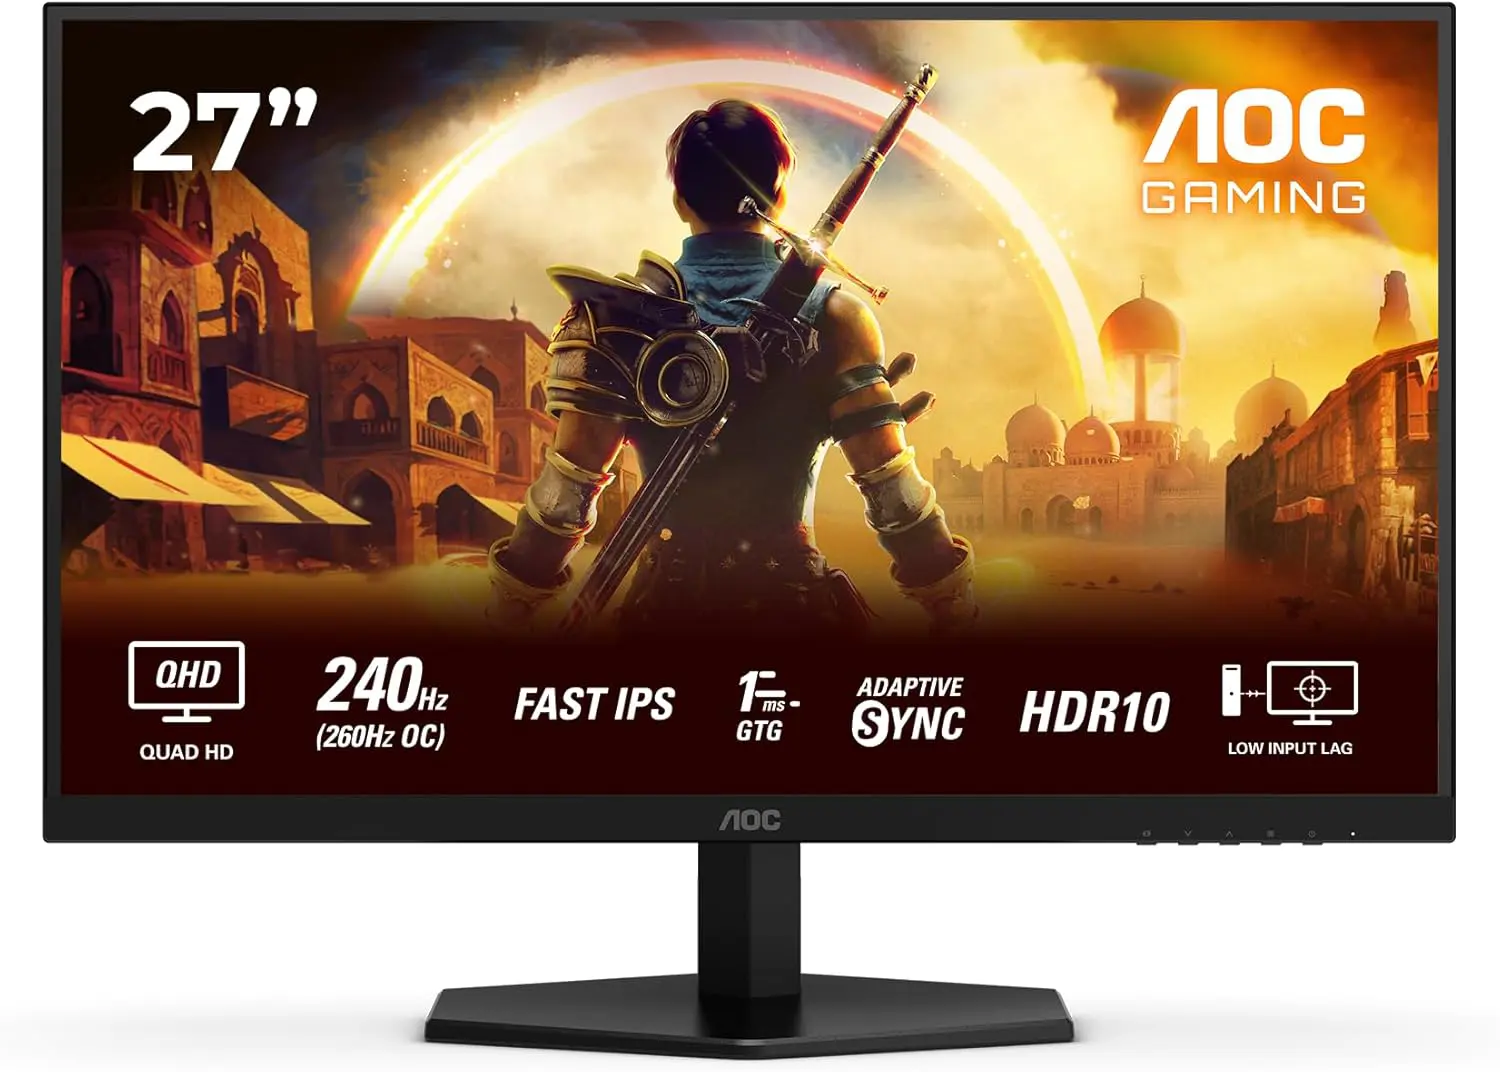 27”
AOC
GAMING
QHD
QUAD HD
240Hz
(260Hz OC)
FAST IPS
1ms
GTG
ADAPTIVE
SYNC
HDR10
LOW INPUT LAG
AOC